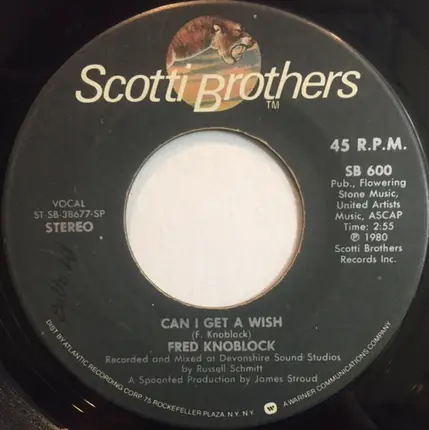 Scotti Brothers
TM
45 R.P.M.
SB 600
Pub., Flowering
Stone Music,
United Artists
Music, ASCAP
Time: 2:55
℗ 1980
Scotti Brothers
Records Inc.
VOCAL
ST-SB-38677-SP
STEREO
CAN I GET A WISH
(F. Knoblock)
FRED KNOBLOCK
Recorded and Mixed at Devonshire Sound Studios
by Russell Schmitt
A Spoonted Production by James Stroud
DIST BY ATLANTIC RECORDING CORP 75 ROCKEFELLER PLAZA, N.Y. N.Y. A WARNER COMMUNICATIONS COMPANY